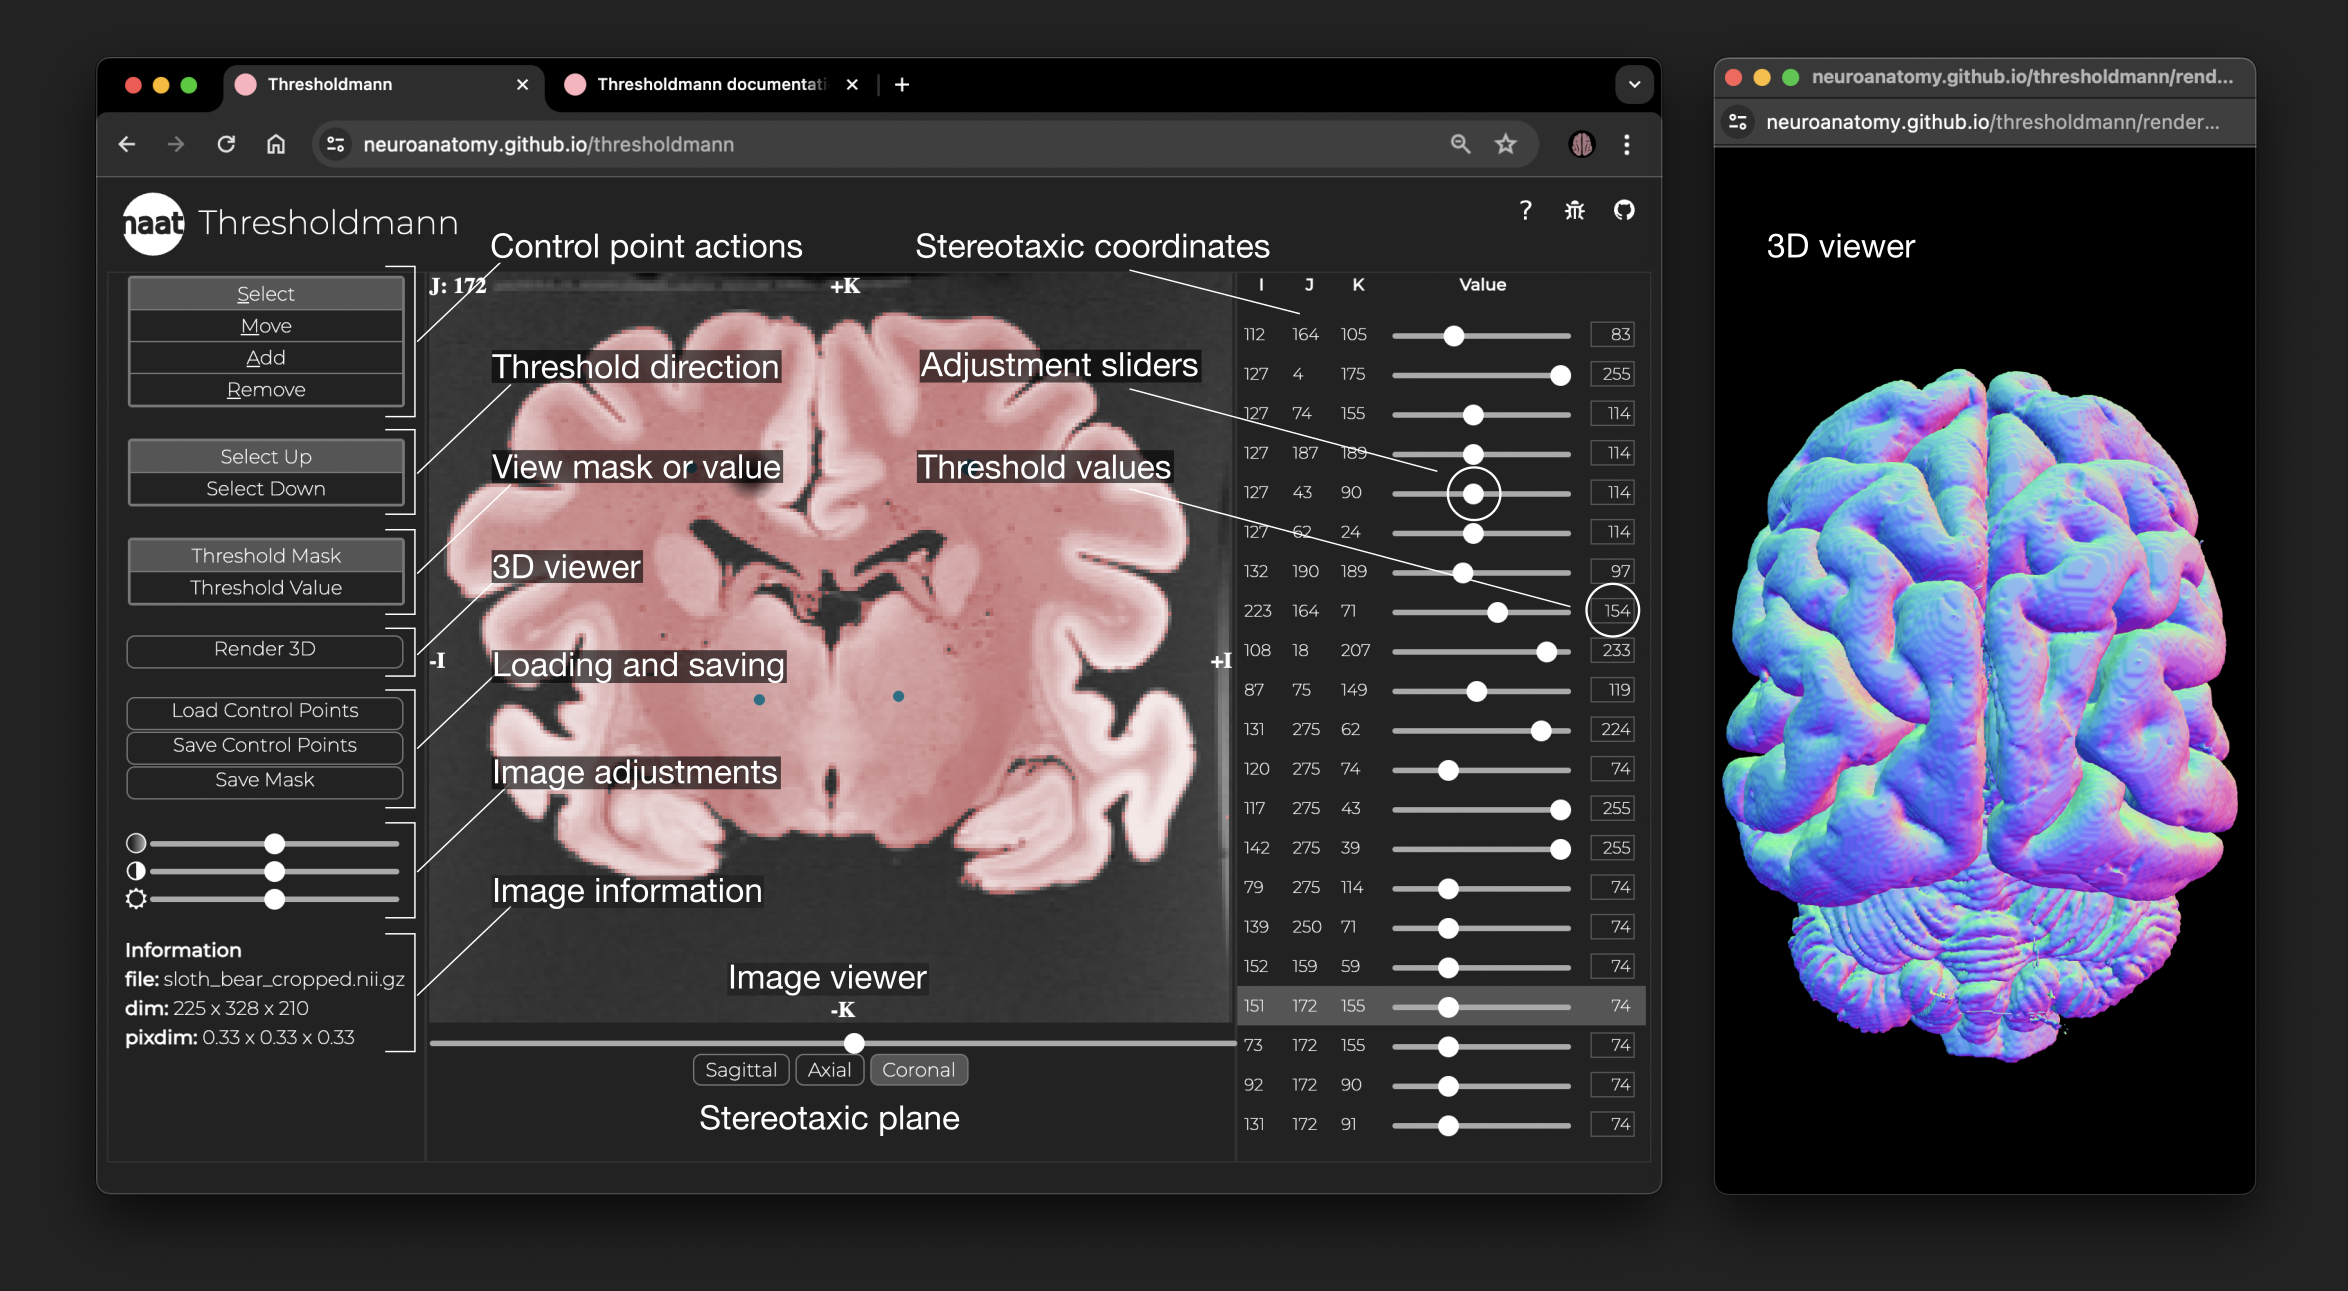 Thresholdmann
Thresholdmann documentati
neuroanatomy.github.io/thresholdmann
naat Thresholdmann
Control point actions
Stereotaxic coordinates
Select
Move
Add
Remove
Threshold direction
Select Up
Select Down
View mask or value
Threshold Mask
Threshold Value
3D viewer
Render 3D
Loading and saving
Load Control Points
Save Control Points
Save Mask
Image adjustments
Image information
Information
file: sloth_bear_cropped.nii.gz
dim: 225 x 328 x 210
pixdim: 0.33 x 0.33 x 0.33
J: 172
+K
-I
+I
Adjustment sliders
Threshold values
Image viewer
-K
Sagittal Axial Coronal
Stereotaxic plane
I J K Value
112 164 105 83
127 4 175 255
127 74 155 114
127 187 189 114
127 43 90 114
127 62 24 114
132 190 189 97
223 164 71 154
108 18 207 233
87 75 149 119
131 275 62 224
120 275 74 74
117 275 43 255
142 275 39 255
79 275 114 74
139 250 71 74
152 159 59 74
151 172 155 74
73 172 155 74
92 172 90 74
131 172 91 74
neuroanatomy.github.io/thresholdmann/rend...
neuroanatomy.github.io/thresholdmann/render...
3D viewer